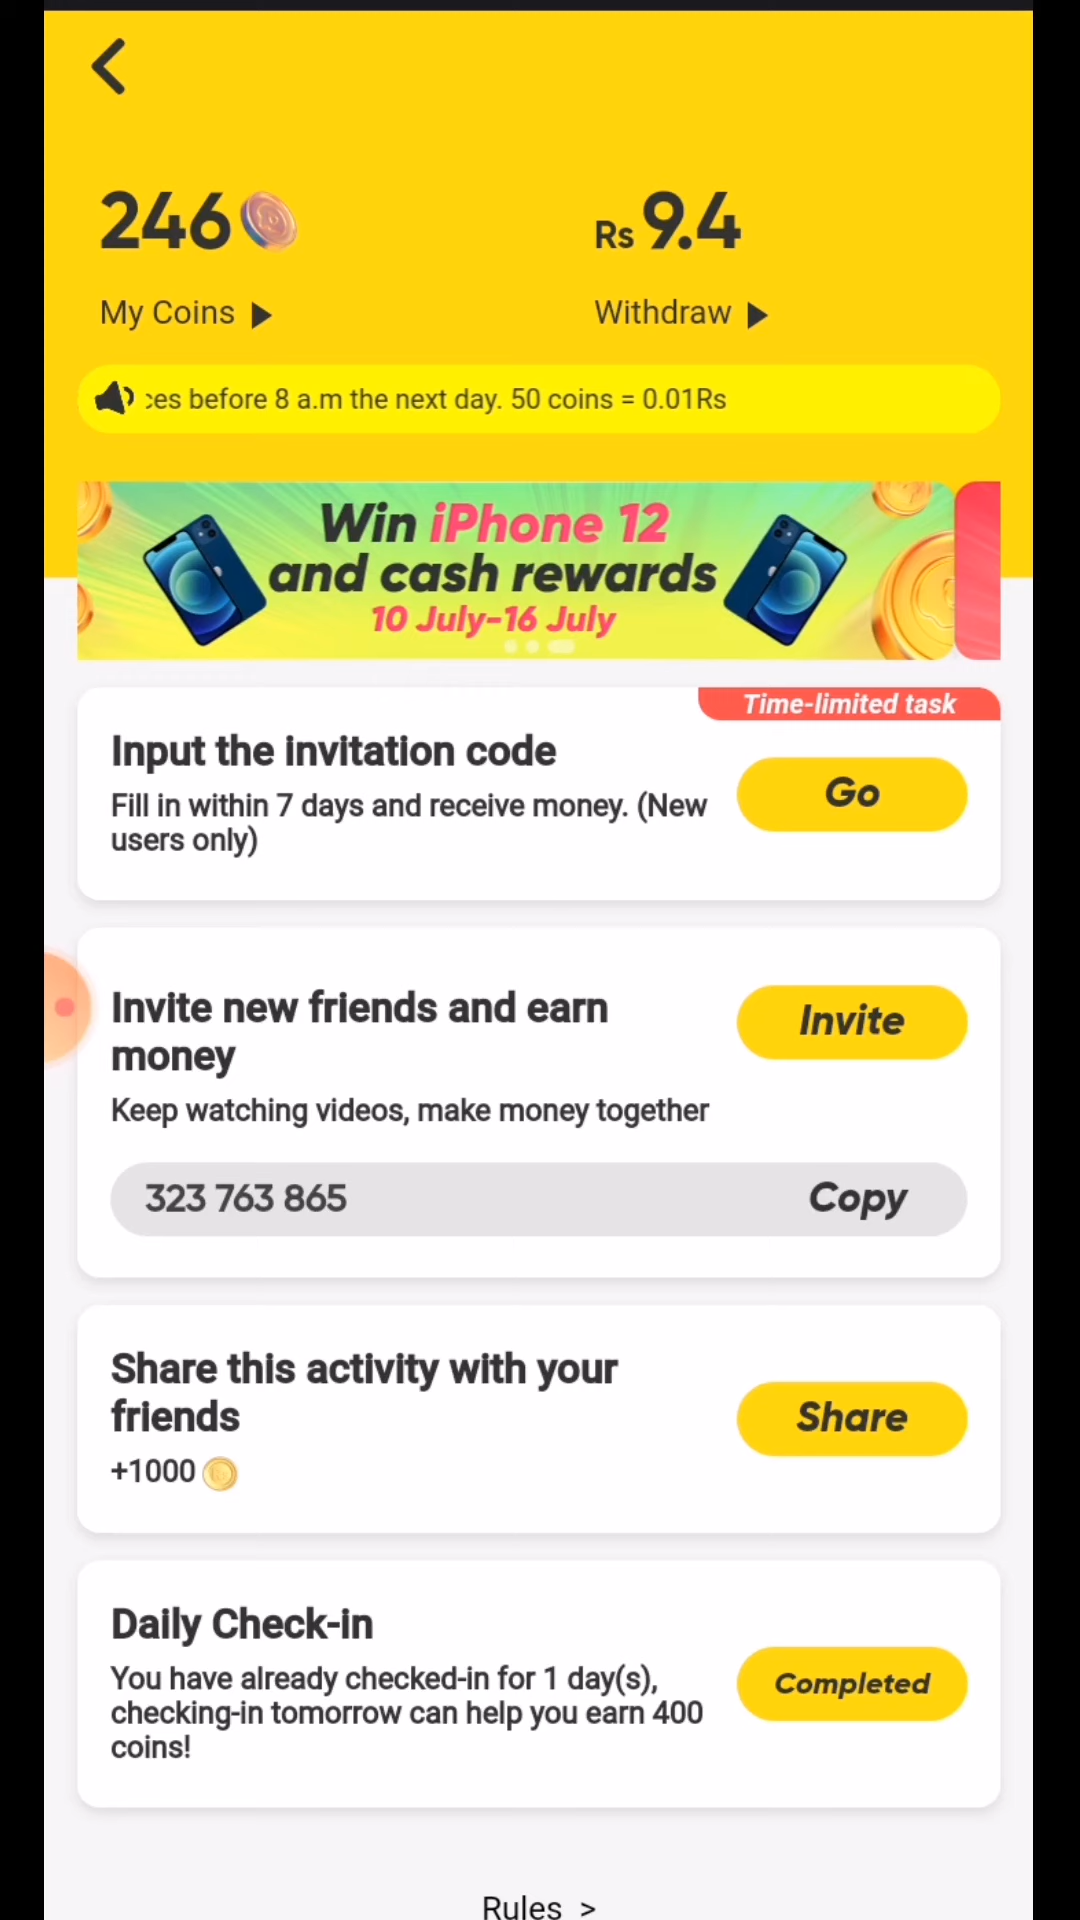 246
Rs 9.4
My Coins
Withdraw
before 8 a.m the next day. 50 coins = 0.01Rs
Win iPhone 12
and cash rewards
10 July-16 July
Time-limited task
Input the invitation code
Go
Fill in within 7 days and receive money. (New
users only)
Invite new friends and earn
money
Invite
Keep watching videos, make money together
323 763 865
Copy
Share this activity with your
friends
Share
+1000
Daily Check-in
You have already checked-in for 1 day(s),
checking-in tomorrow can help you earn 400
coins!
Completed
Rules >